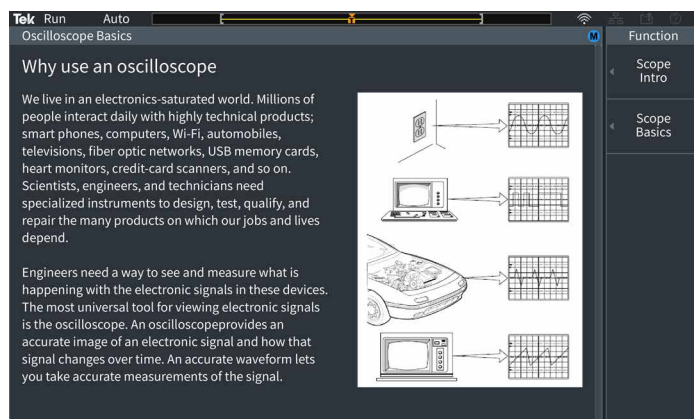 Tek Run Auto
Oscilloscope Basics
M
Function
Why use an oscilloscope
Scope
Intro
Scope
Basics
We live in an electronics-saturated world. Millions of
people interact daily with highly technical products;
smart phones, computers, Wi-Fi, automobiles,
televisions, fiber optic networks, USB memory cards,
heart monitors, credit-card scanners, and so on.
Scientists, engineers, and technicians need
specialized instruments to design, test, qualify, and
repair the many products on which our jobs and lives
depend.
Engineers need a way to see and measure what is
happening with the electronic signals in these devices.
The most universal tool for viewing electronic signals
is the oscilloscope. An oscilloscopeprovides an
accurate image of an electronic signal and how that
signal changes over time. An accurate waveform lets
you take accurate measurements of the signal.